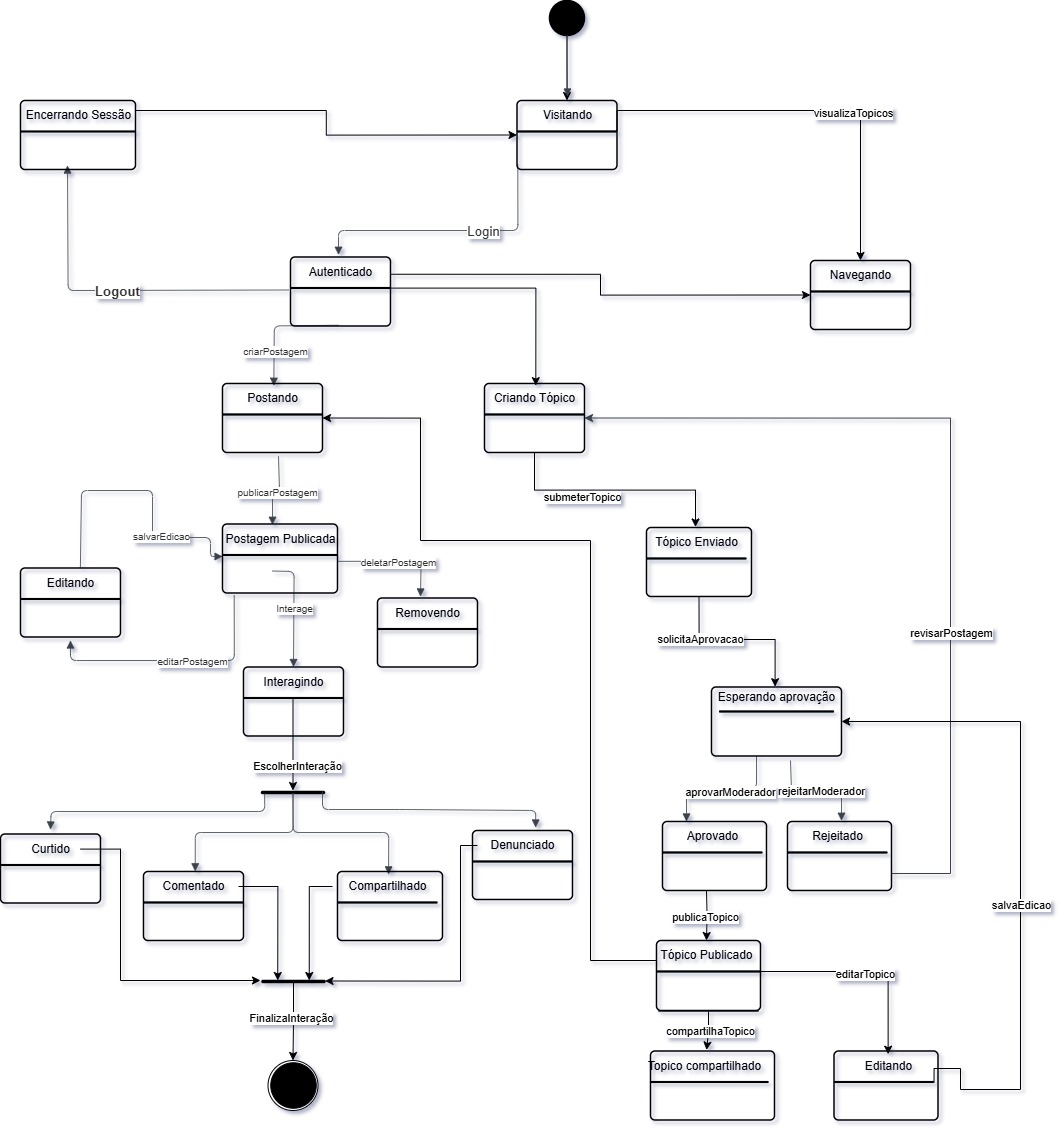 Encerrando Sessão
Visitando
visualizaTopicos
Login
Autenticado
Navegando
Logout
criarPostagem
Postando
Criando Tópico
publicarPostagem
submeterTopico
salvarEdicao
Postagem Publicada
Tópico Enviado
deletarPostagem
Editando
Interage
Removendo
revisarPostagem
solicitaAprovacao
editarPostagem
Interagindo
Esperando aprovação
EscolherInteração
aprovarModerador
rejeitarModerador
Curtido
Denunciado
Aprovado
Rejeitado
Comentado
Compartilhado
salvaEdicao
publicaTopico
Tópico Publicado
editarTopico
FinalizaInteração
compartilhaTopico
Topico compartilhado
Editando